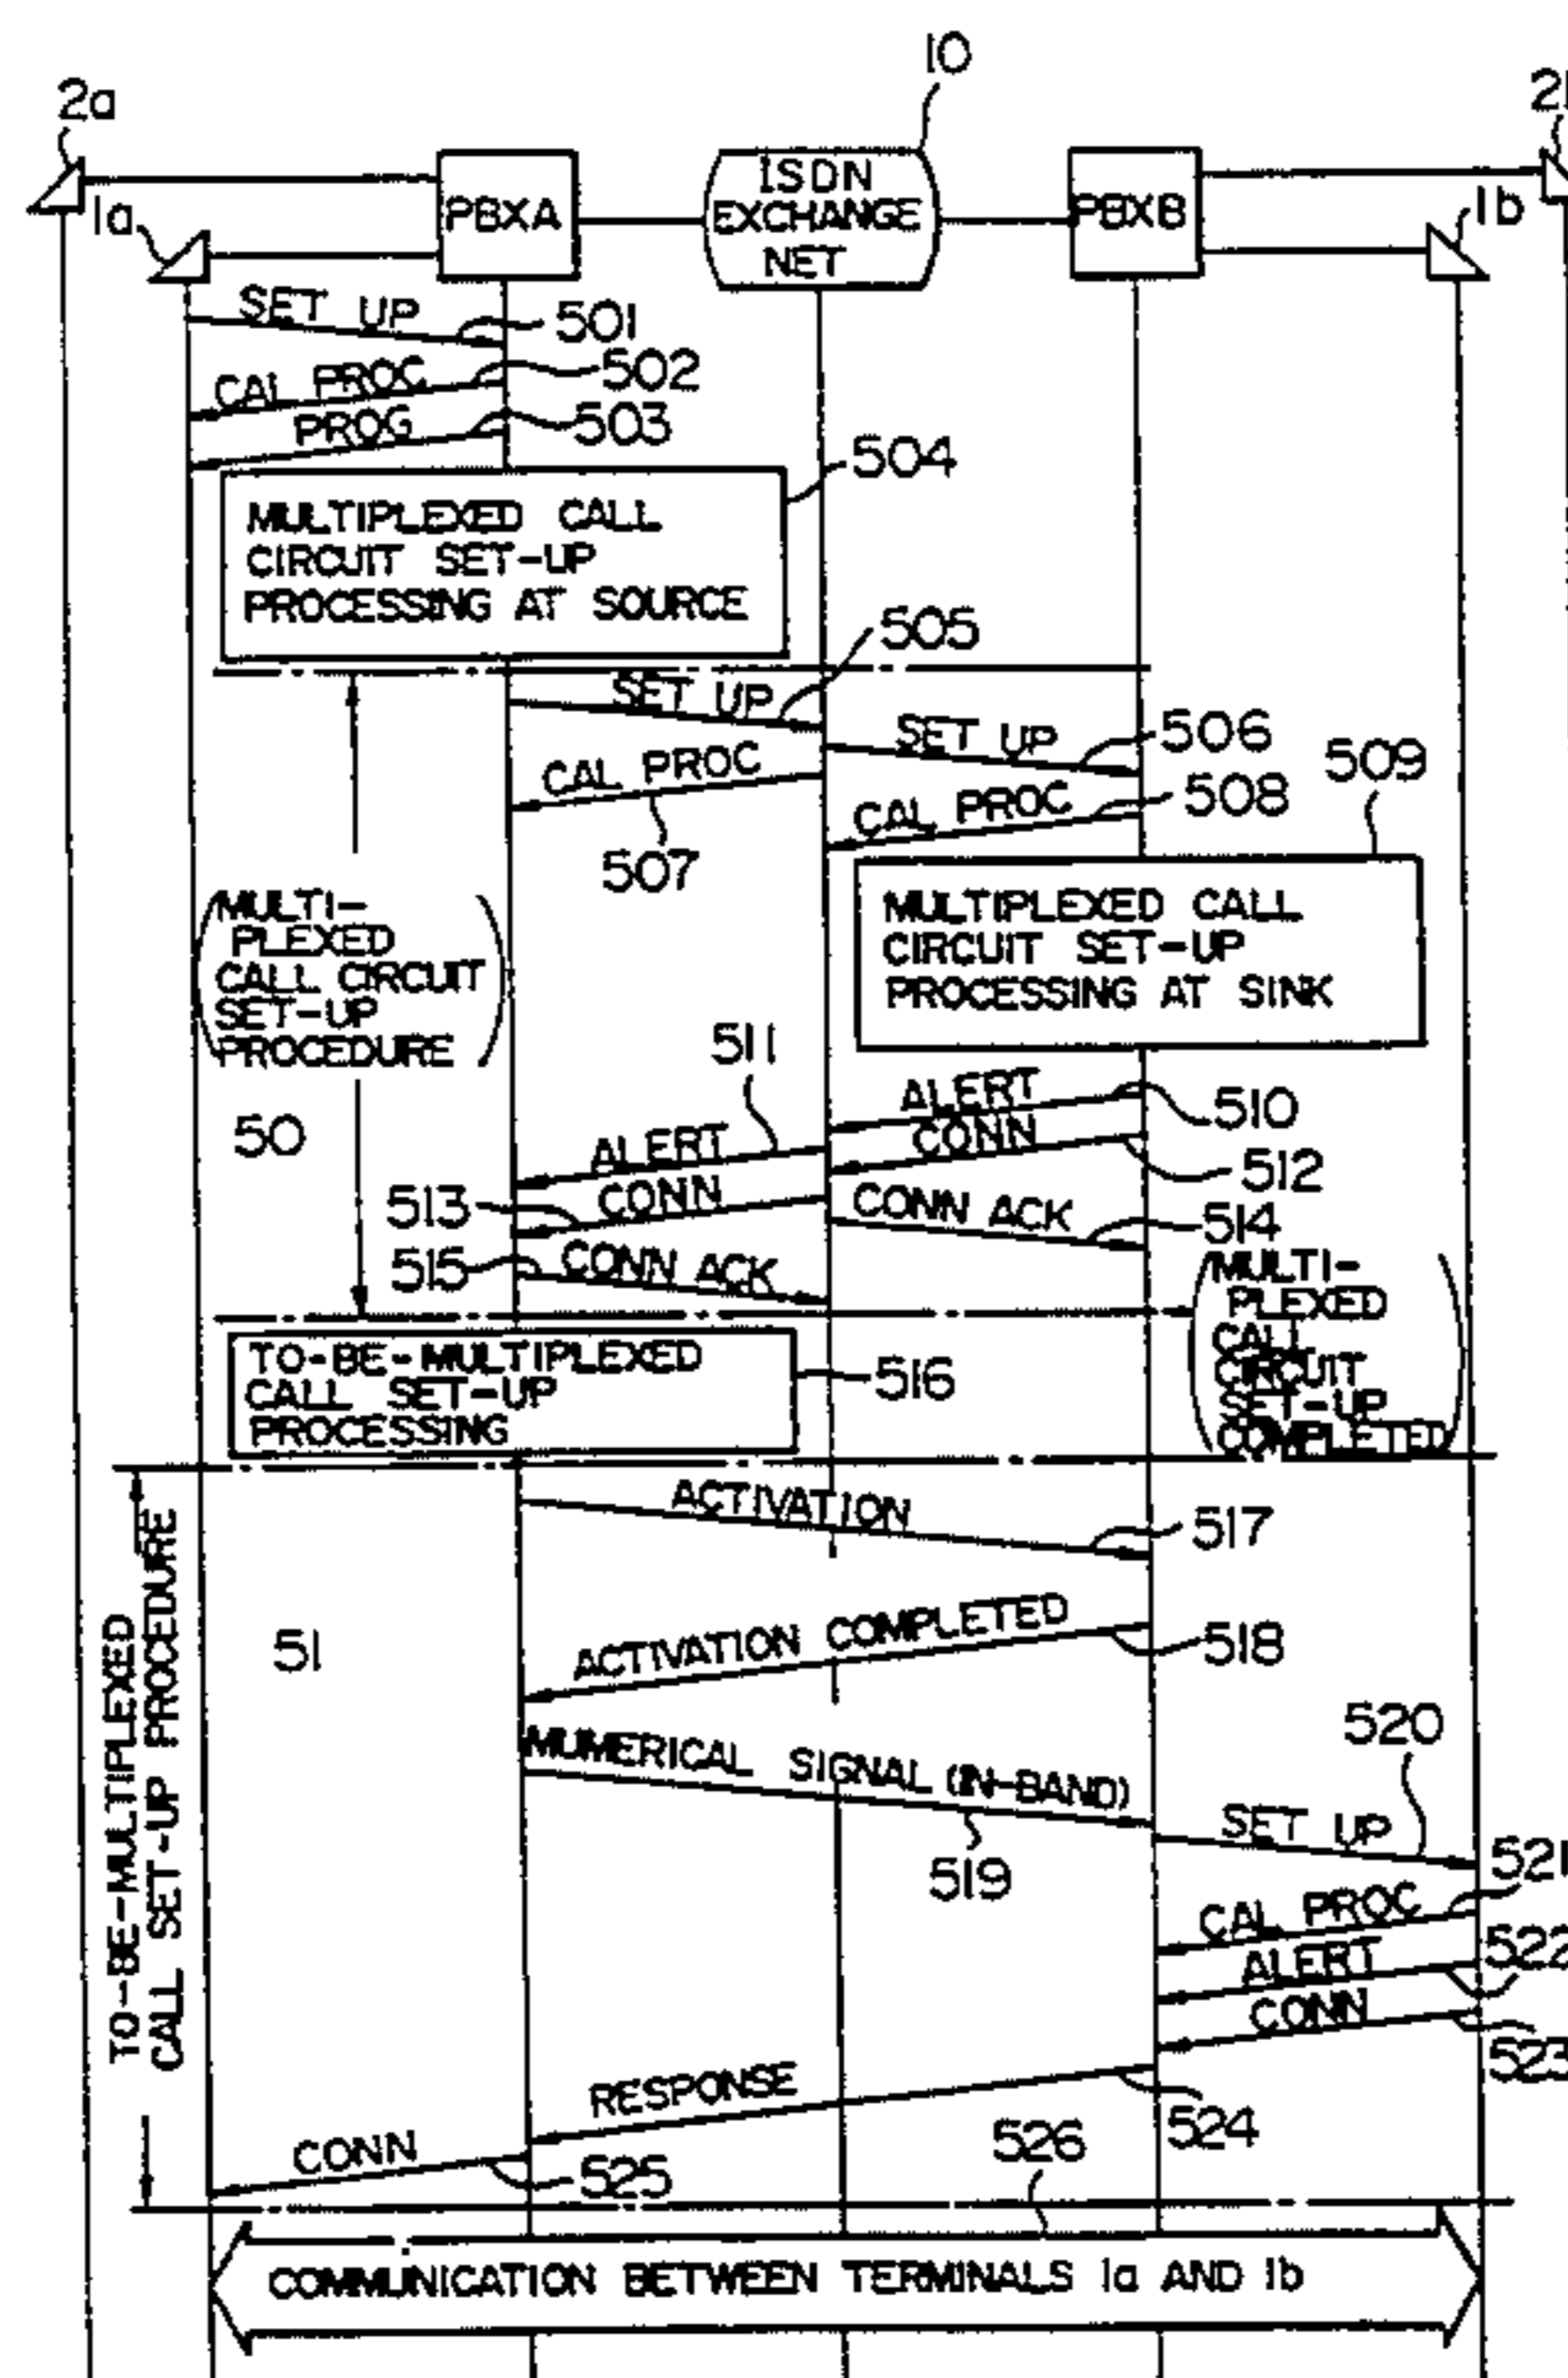 10
2a
ISDN
EXCHANGE
NET
PBXA
PBXB
1a
1b
SET UP
501
CAL PROC
502
PROG
503
504
MULTIPLEXED CALL
CIRCUIT SET-UP
PROCESSING AT SOURCE
505
SET UP
SET UP
506
509
CAL PROC
CAL PROC
508
507
MULTIPLEXED CALL
CIRCUIT SET-UP
PROCESSING AT SINK
MULTI-
PLEXED
CALL CIRCUIT
SET-UP
PROCEDURE
50
511
ALERT
510
ALERT
CONN
512
513
CONN
CONN ACK
514
515
CONN ACK
MULTI-
PLEXED
CALL
CIRCUIT
SET-UP
COMPLETED
TO-BE-MULTIPLEXED
CALL SET-UP
PROCESSING
516
ACTIVATION
517
TO-BE-MULTIPLEXED
CALL SET-UP PROCEDURE
51
ACTIVATION COMPLETED
518
MUMERICAL SIGNAL (IN-BAND)
519
520
SET UP
521
CAL PROC
522
ALERT
CONN
523
RESPONSE
524
CONN
525
526
COMMUNICATION BETWEEN TERMINALS 1a AND 1b